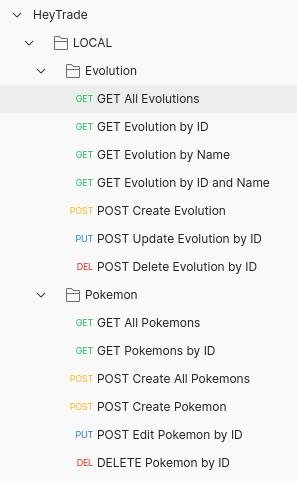 HeyTrade
LOCAL
Evolution
GET GET All Evolutions
GET GET Evolution by ID
GET GET Evolution by Name
GET GET Evolution by ID and Name
POST POST Create Evolution
PUT POST Update Evolution by ID
DEL POST Delete Evolution by ID
Pokemon
GET GET All Pokemons
GET GET Pokemons by ID
POST POST Create All Pokemons
POST POST Create Pokemon
PUT POST Edit Pokemon by ID
DEL DELETE Pokemon by ID